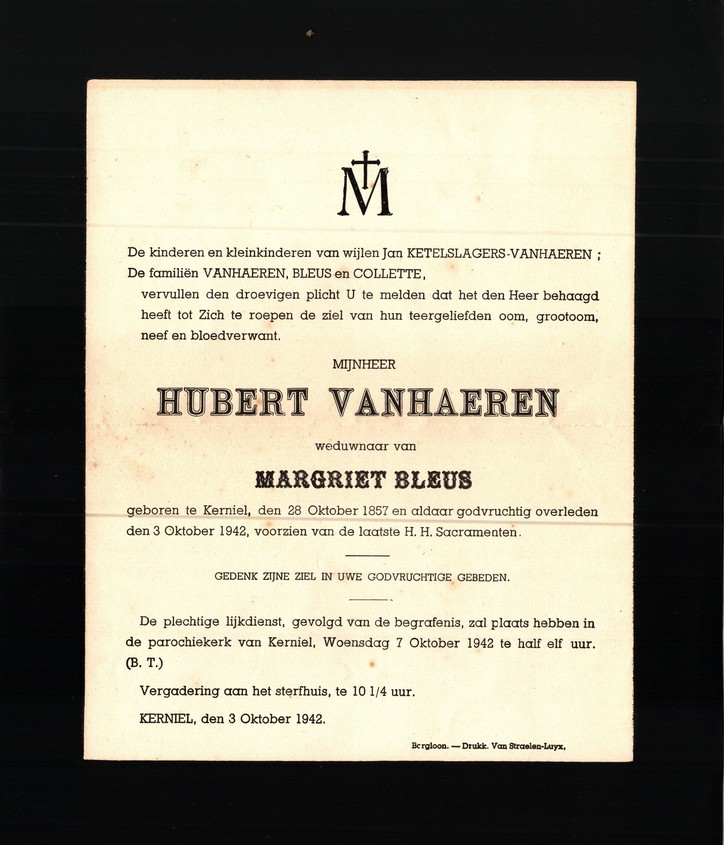 M
De kinderen en kleinkinderen van wijlen Jan KETELSLAGERS-VANHAEREN ;
De familiën VANHAEREN, BLEUS en COLLETTE,
vervullen den droevigen plicht U te melden dat het den Heer behaagd
heeft tot Zich te roepen de ziel van hun teergeliefden oom, grootoom,
neef en bloedverwant.
MIJNHEER
HUBERT VANHAEREN
weduwnaar van
MARGRIET BLEUS
geboren te Kerniel, den 28 Oktober 1857 en aldaar godvruchtig overleden
den 3 Oktober 1942, voorzien van de laatste H. H. Sacramenten.
GEDENK ZIJNE ZIEL IN UWE GODVRUCHTIGE GEBEDEN.
De plechtige lijkdienst, gevolgd van de begrafenis, zal plaats hebben in
de parochiekerk van Kerniel, Woensdag 7 Oktober 1942 te half elf uur.
(B. T.)
Vergadering aan het sterfhuis, te 10 1/4 uur.
KERNIEL, den 3 Oktober 1942.
Borgloon. — Drukk. Van Straelen-Luyx,